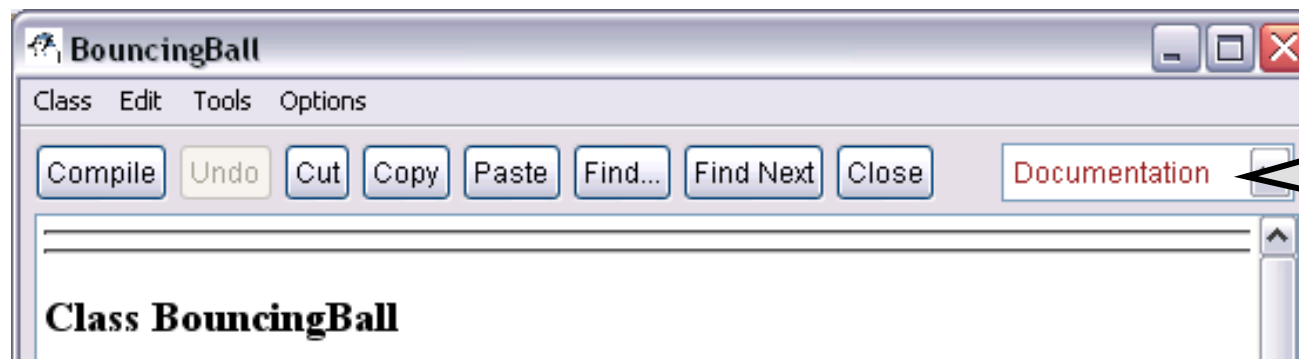 BouncingBall
Class Edit Tools Options
Compile Undo Cut Copy Paste Find... Find Next Close Documentation
Class BouncingBall